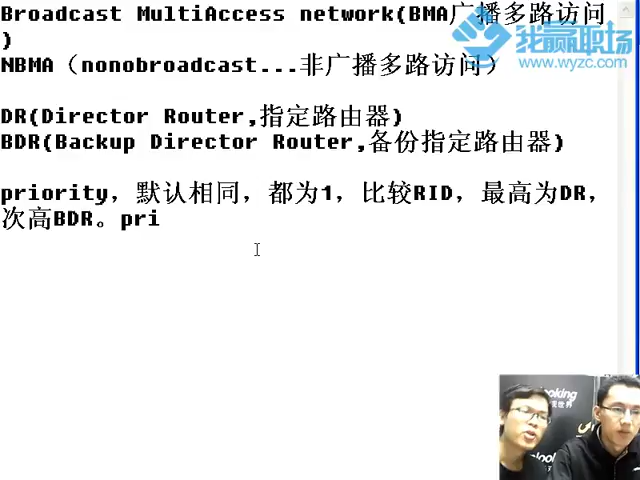 Broadcast MultiAccess network(BMA广播多路访问
)
NBMA（nonobroadcast...非广播多路访问）
DR(Director Router,指定路由器)
BDR(Backup Director Router,备份指定路由器)
priority，默认相同，都为1，比较RID，最高为DR，
次高BDR。pri
我赢职场
www.wyzc.com